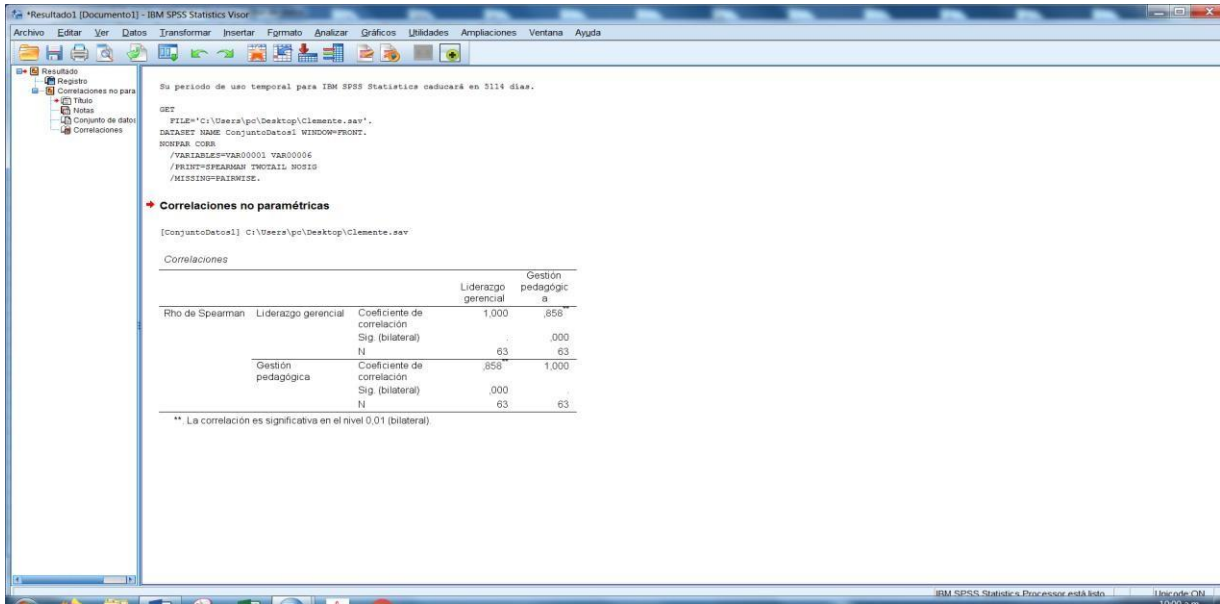 *Resultado1 [Documento1] - IBM SPSS Statistics Visor
Archivo Editar Ver Datos Transformar Insertar Formato Analizar Gráficos Utilidades Ampliaciones Ventana Ayuda
Resultado
Registro
Correlaciones no para
Título
Notas
Conjunto de datos
Correlaciones
Su periodo de uso temporal para IBM SPSS Statistics caducará en 5114 días.
GET
FILE='C:\Users\pc\Desktop\Clemente.sav'.
DATASET NAME ConjuntoDatos1 WINDOW=FRONT.
NONPAR CORR
/VARIABLES=VAR00001 VAR00006
/PRINT=SPEARMAN TWOTAIL NOSIG
/MISSING=PAIRWISE.
Correlaciones no paramétricas
[ConjuntoDatos1] C:\Users\pc\Desktop\Clemente.sav
Correlaciones
Liderazgo gerencial
Gestión pedagógic a
Rho de Spearman Liderazgo gerencial Coeficiente de correlación 1,000 ,858**
Sig. (bilateral) . ,000
N 63 63
Gestión pedagógica Coeficiente de correlación ,858** 1,000
Sig. (bilateral) ,000 .
N 63 63
**. La correlación es significativa en el nivel 0,01 (bilateral).
IBM SPSS Statistics Processor está listo Unicode:ON
10:00 a.m.